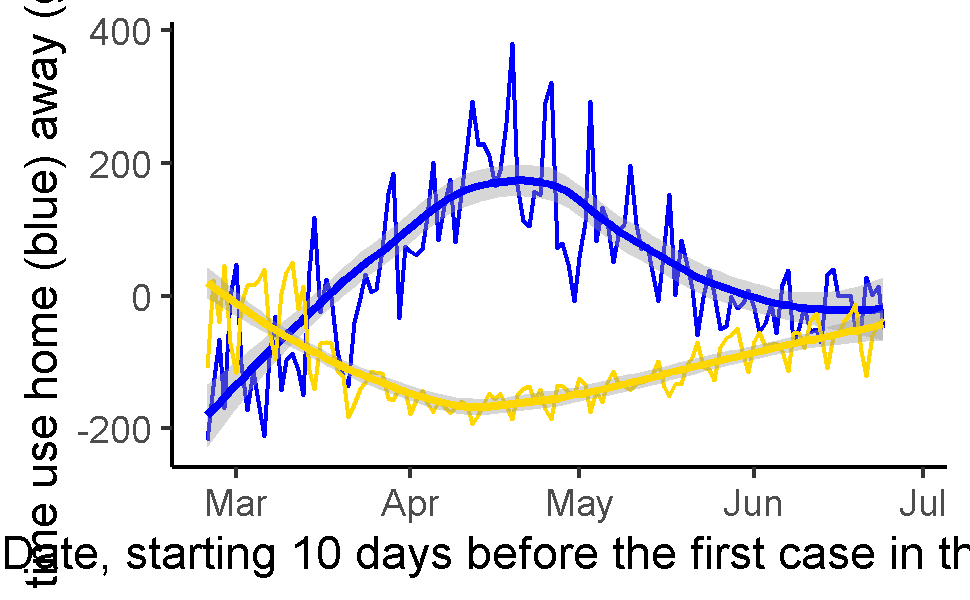 400
200
0
-200
time use home (blue) away (
Mar Apr May Jun Jul
Date, starting 10 days before the first case in th